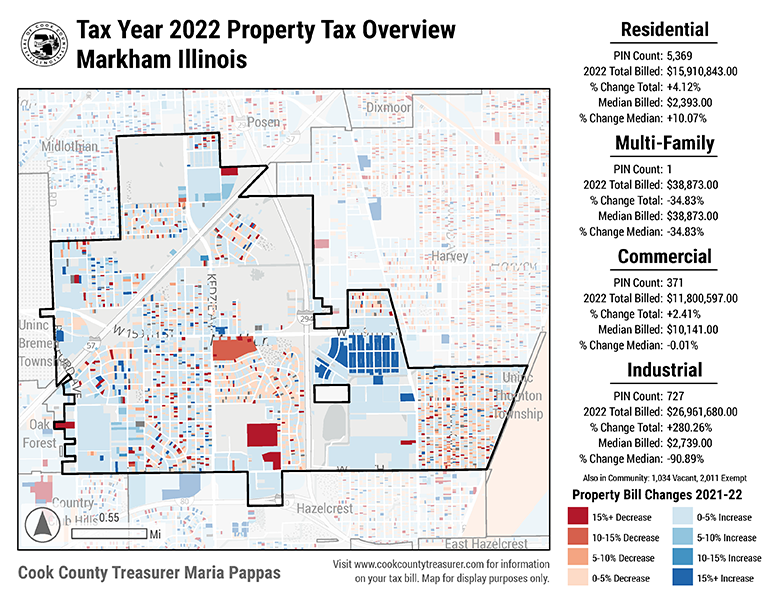 Tax Year 2022 Property Tax Overview
Markham Illinois
Dixmoor
Posen
Midlothian
Harvey
KEDZIE
294
W 159
57
Uninc
Bremen
Township
Uninc
Thornton
Township
Oak
Forest
Country-
Club Hills
Hazelcrest
East Hazelcrest
0.55
Mi
Residential
PIN Count: 5,369
2022 Total Billed: $15,910,843.00
% Change Total: +4.12%
Median Billed: $2,393.00
% Change Median: +10.07%
Multi-Family
PIN Count: 1
2022 Total Billed: $38,873.00
% Change Total: -34.83%
Median Billed: $38,873.00
% Change Median: -34.83%
Commercial
PIN Count: 371
2022 Total Billed: $11,800,597.00
% Change Total: +2.41%
Median Billed: $10,141.00
% Change Median: -0.01%
Industrial
PIN Count: 727
2022 Total Billed: $26,961,680.00
% Change Total: +280.26%
Median Billed: $2,739.00
% Change Median: -90.89%
Also in Community: 1,034 Vacant, 2,011 Exempt
Property Bill Changes 2021-22
15%+ Decrease
10-15% Decrease
5-10% Decrease
0-5% Decrease
0-5% Increase
5-10% Increase
10-15% Increase
15%+ Increase
Cook County Treasurer Maria Pappas
Visit www.cookcountytreasurer.com for information
on your tax bill. Map for display purposes only.